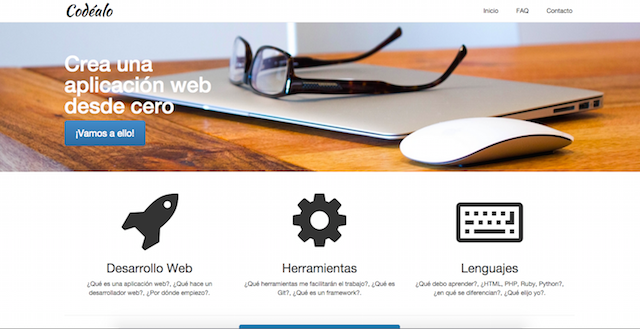 Codéalo
Inicio FAQ Contacto
Crea una
aplicación web
desde cero
¡Vamos a ello!
Desarrollo Web
¿Qué es una aplicación web?, ¿Qué hace un
desarrollador web?, ¿Por dónde empiezo?.
Herramientas
¿Qué herramientas me facilitarán el trabajo?, ¿Qué es
Git?, ¿Qué es un framework?.
Lenguajes
¿Qué debo aprender?, ¿HTML, PHP, Ruby, Python?,
¿en qué se diferencian?, ¿Qué elijo yo?.